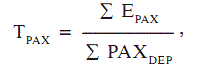 T_PAX = ∑ E_PAX / ∑ PAX_DEP ,